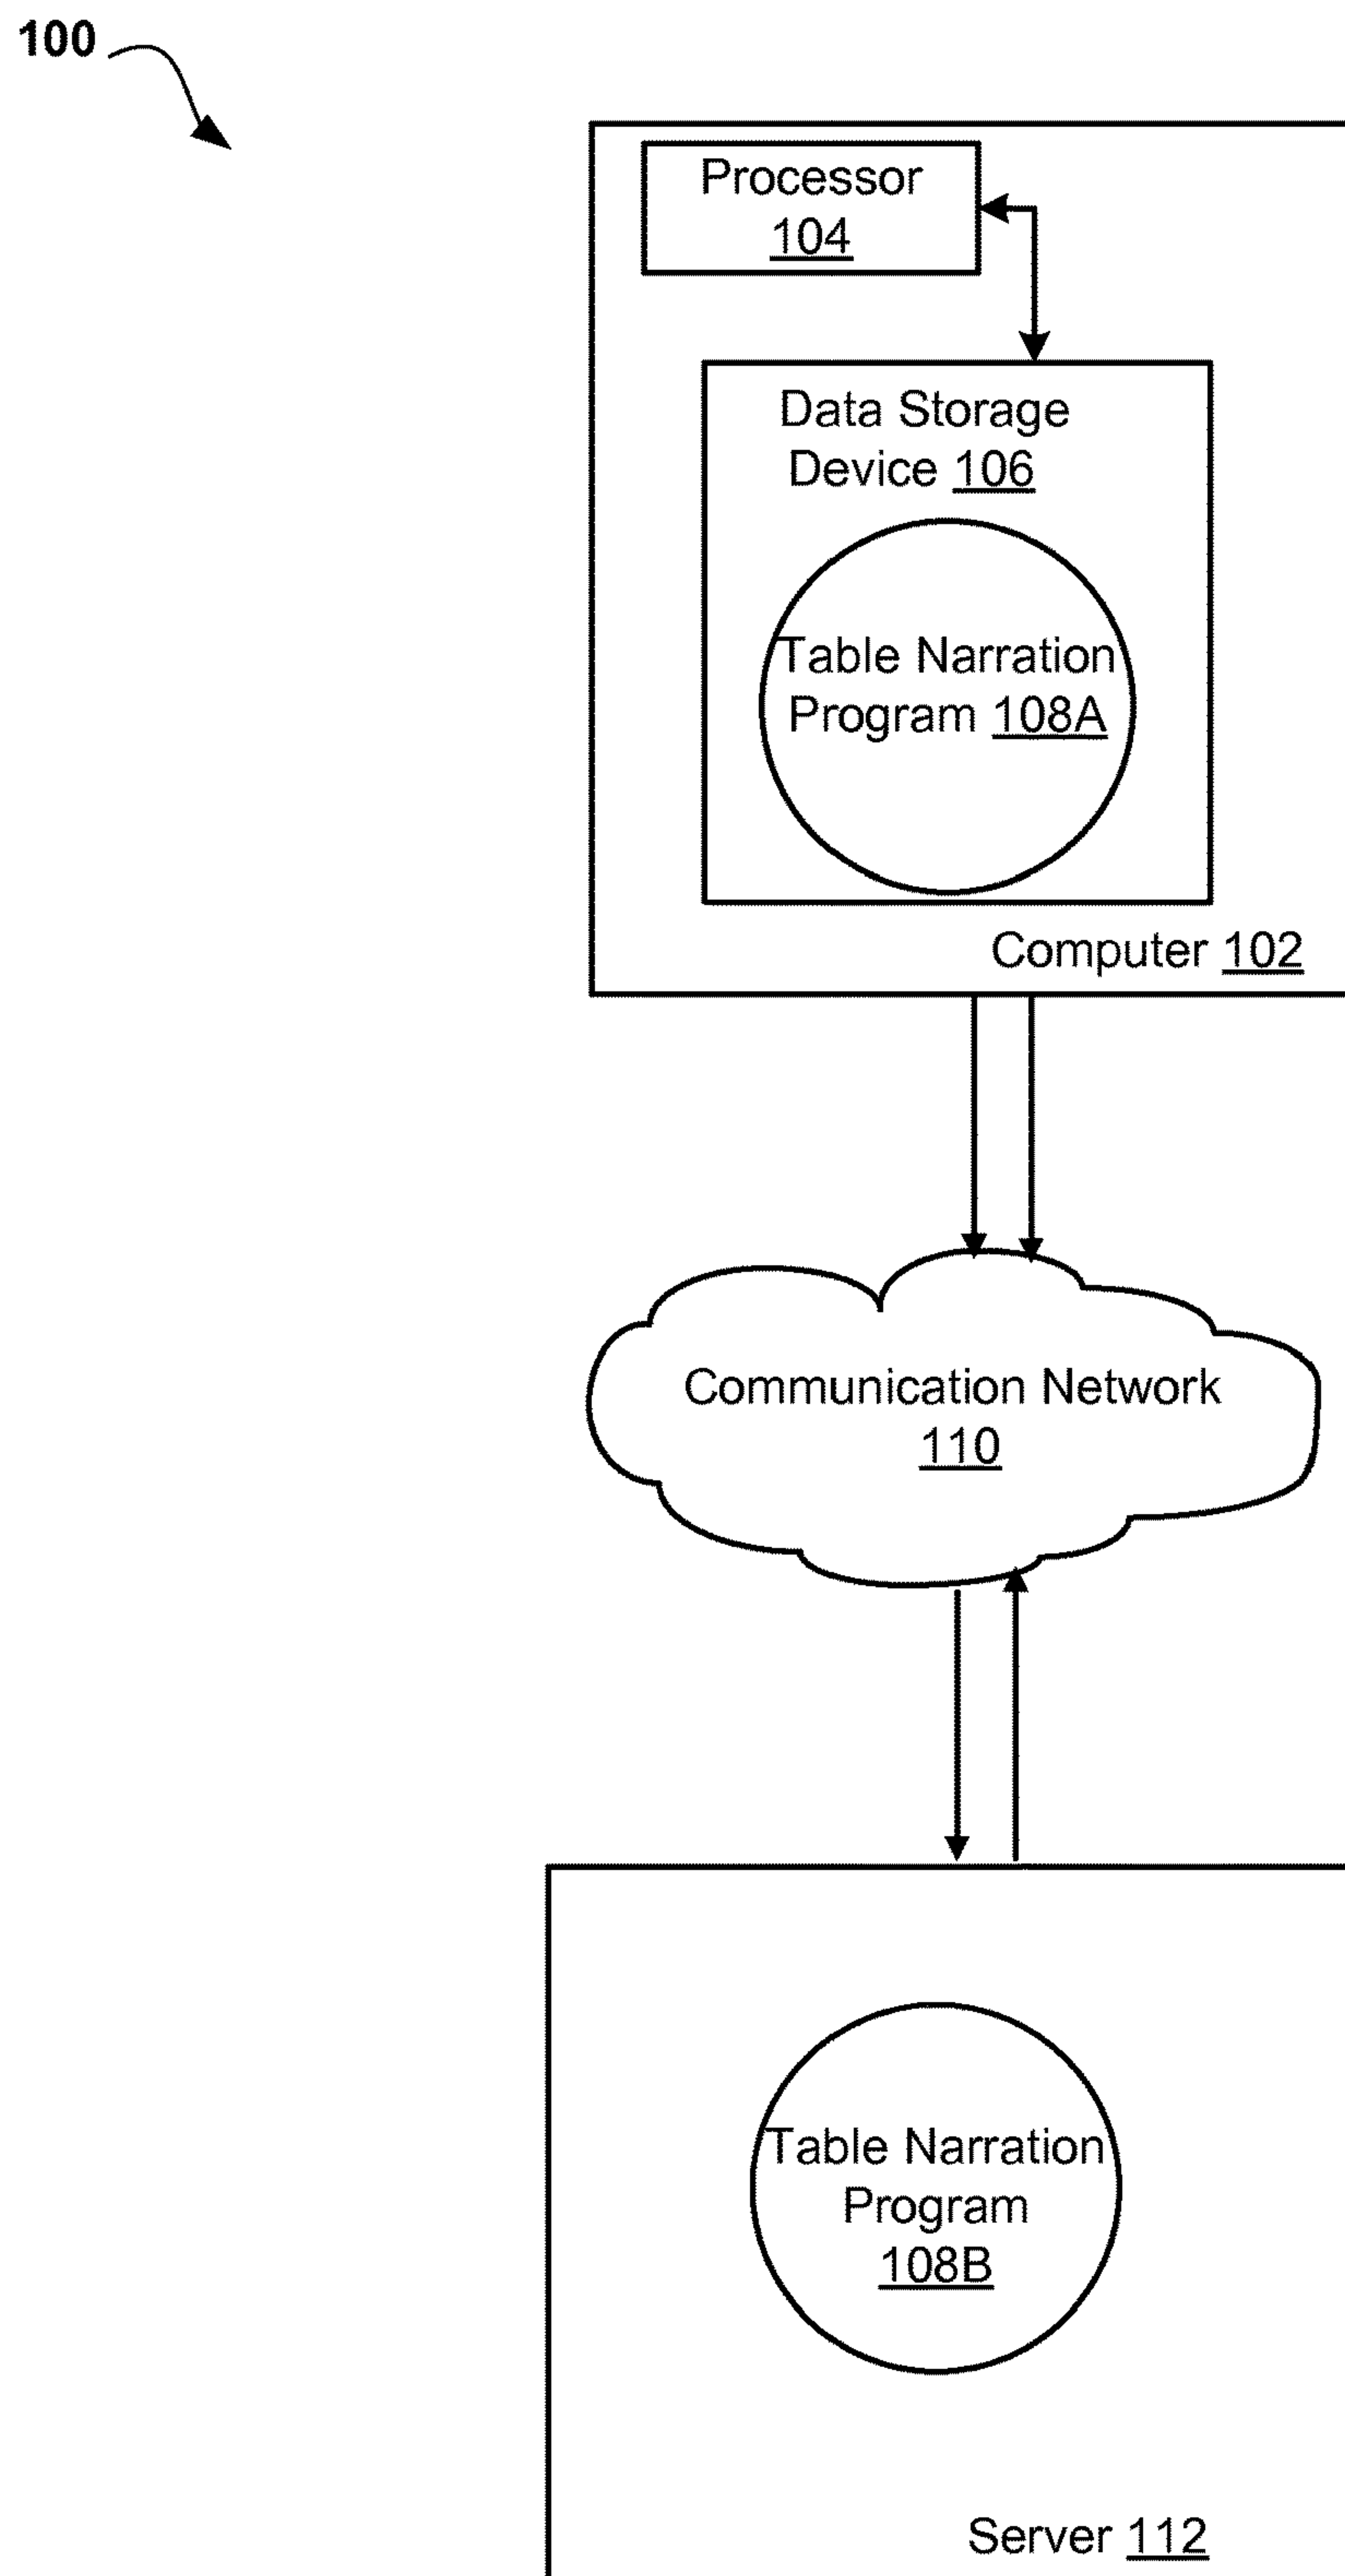 100
Processor
104
Data Storage
Device 106
Table Narration
Program 108A
Computer 102
Communication Network
110
Table Narration
Program
108B
Server 112